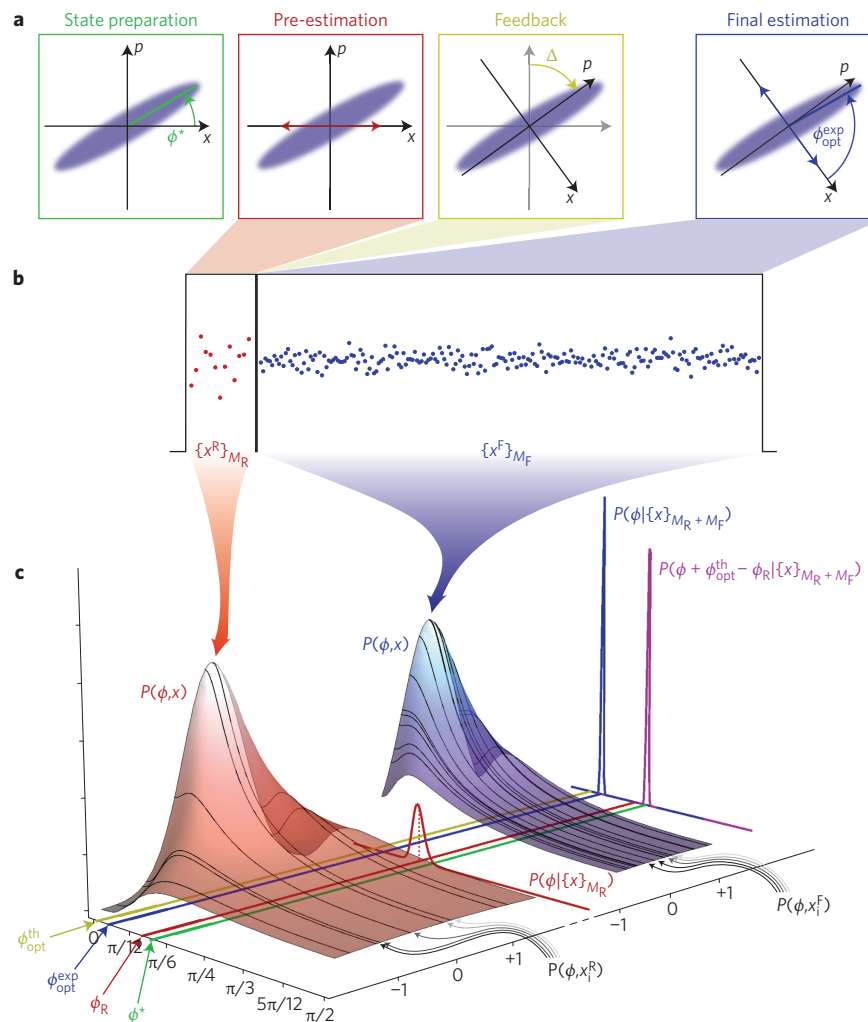 a
State preparation Pre-estimation Feedback Final estimation
p p Δ p p
ϕ* x x x ϕ_opt^exp x
b
{x^R}_{M_R} {x^F}_{M_F}
P(ϕ|{x}_{M_R + M_F})
P(ϕ + ϕ_opt^th − ϕ_R|{x}_{M_R + M_F})
c
P(ϕ,x) P(ϕ,x)
P(ϕ|{x}_{M_R})
ϕ_opt^th 0 π/12 π/6 π/4 π/3 5π/12 π/2
ϕ_opt^exp
ϕ_R
ϕ*
−1 0 +1 −1 0 +1
P(ϕ,x_i^R) P(ϕ,x_i^F)